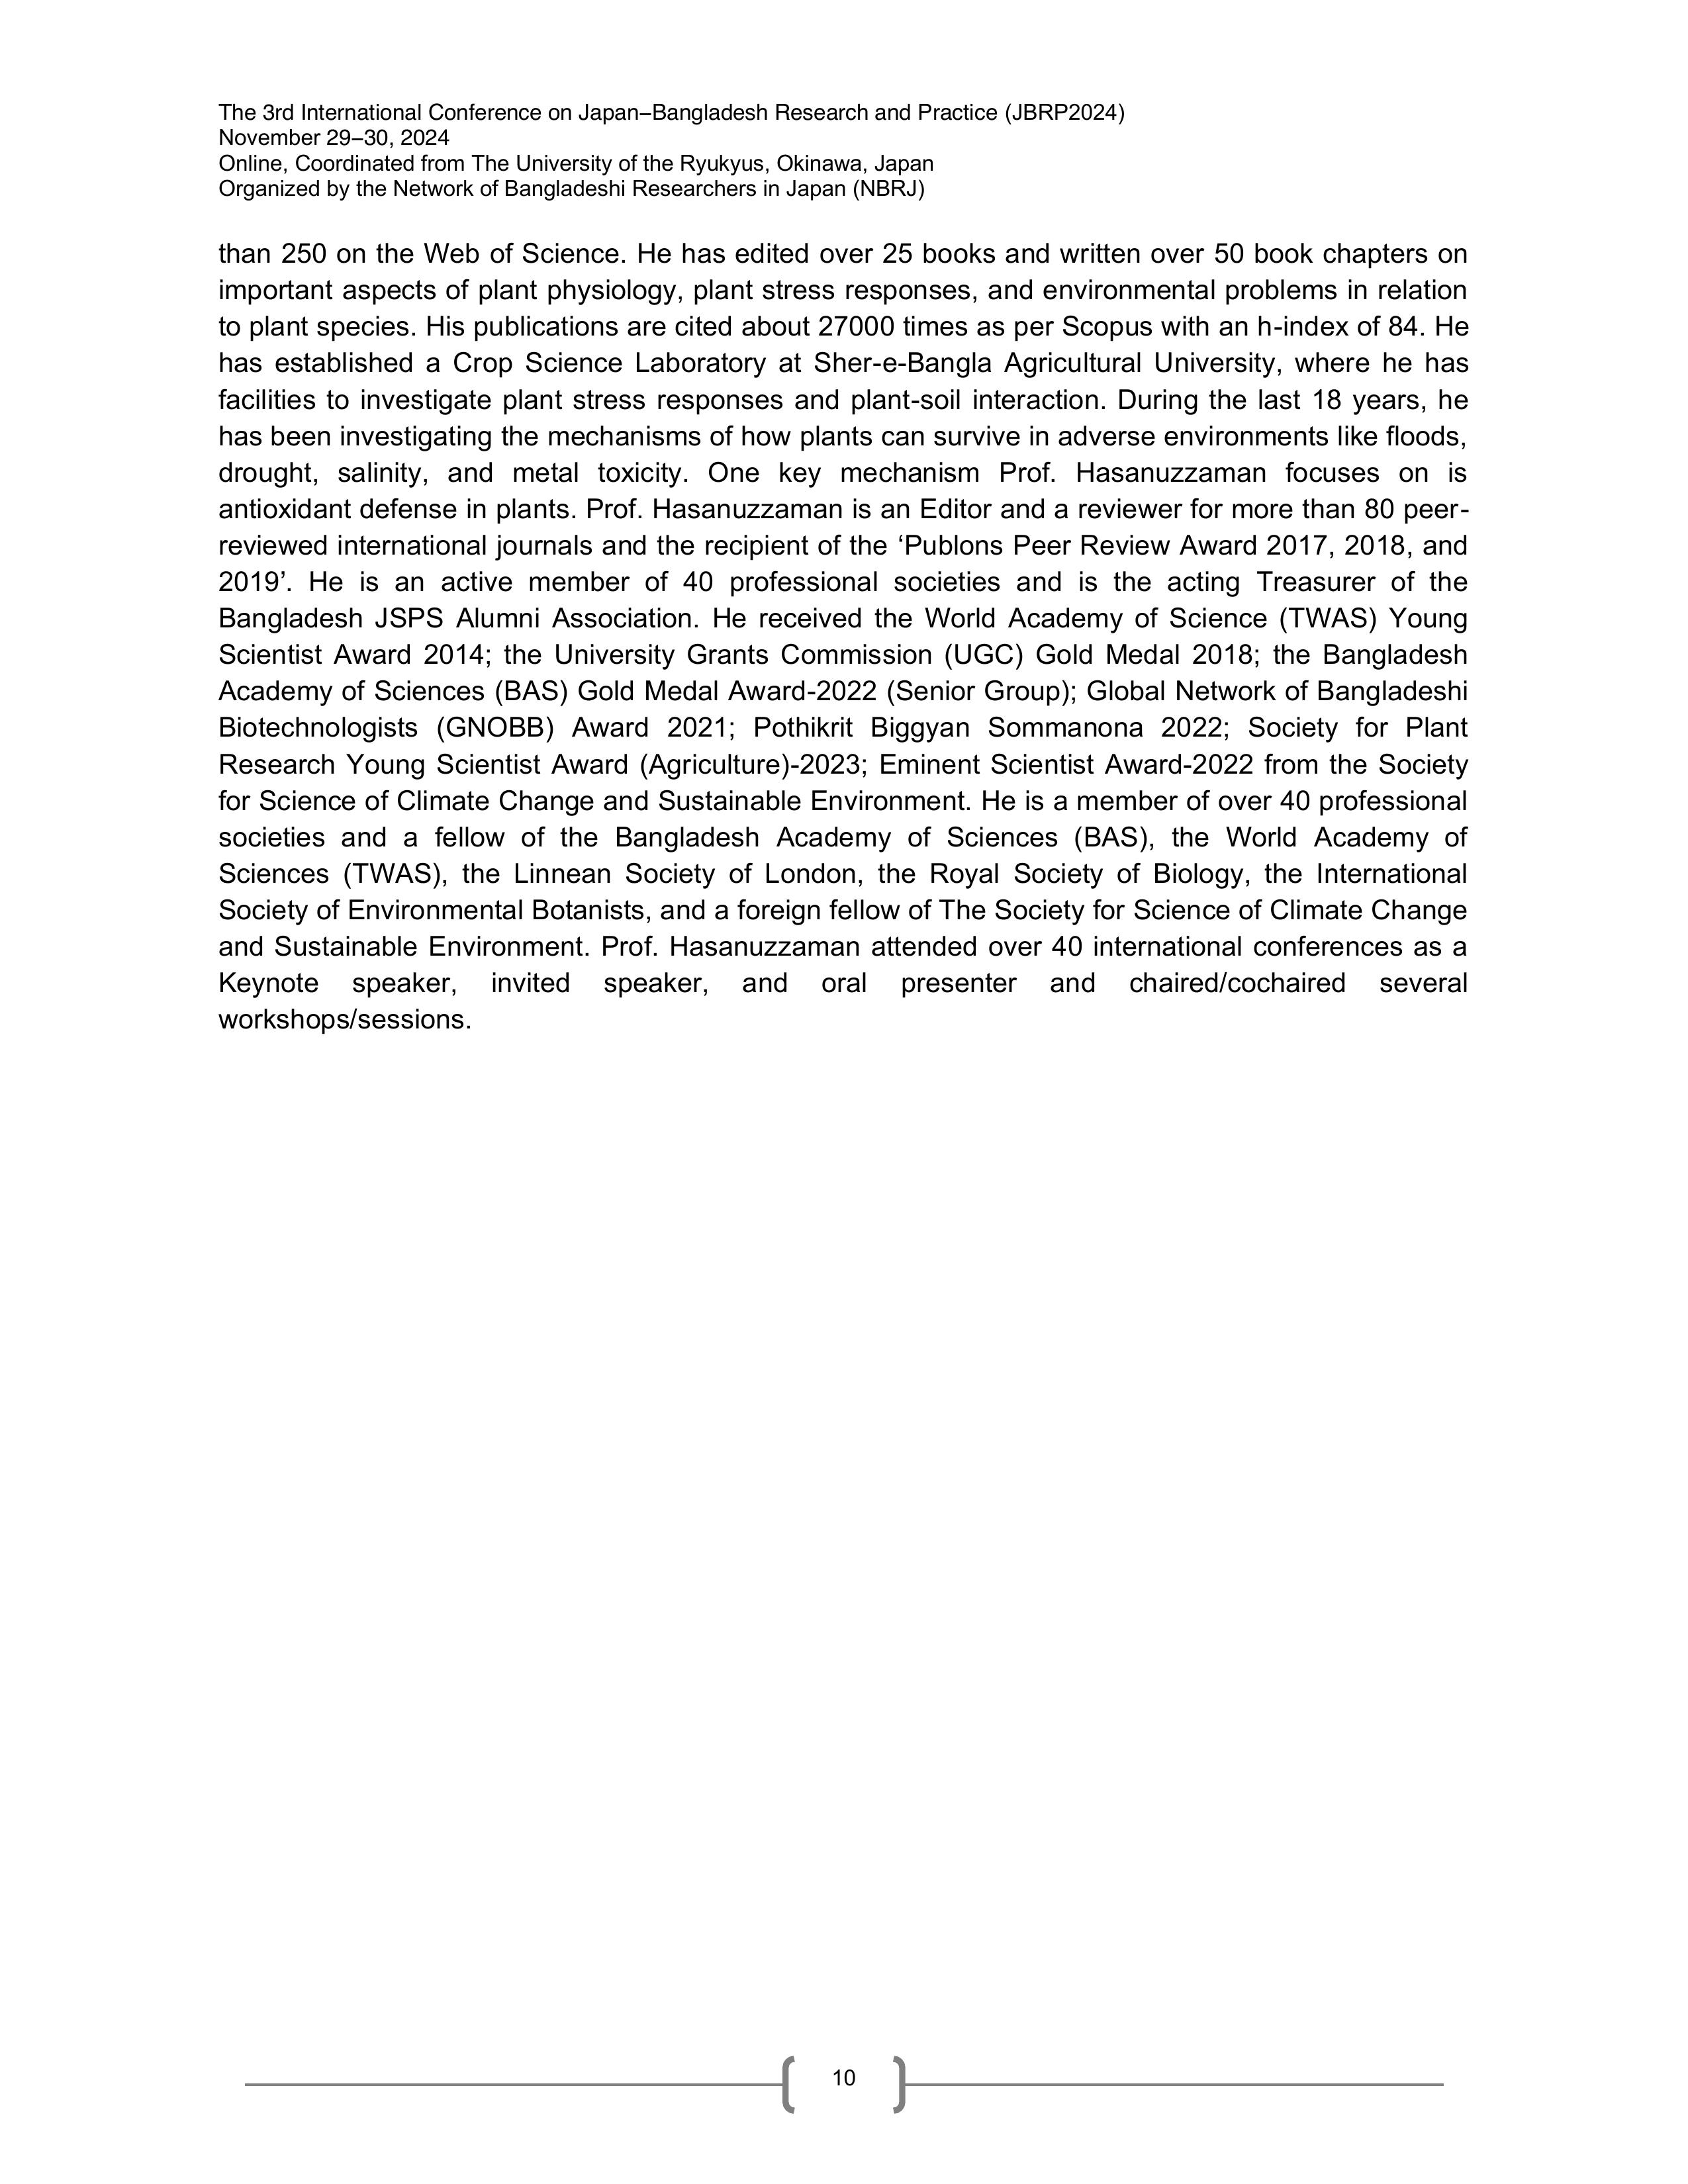 The 3rd International Conference on Japan–Bangladesh Research and Practice (JBRP2024)
November 29–30, 2024
Online, Coordinated from The University of the Ryukyus, Okinawa, Japan
Organized by the Network of Bangladeshi Researchers in Japan (NBRJ)
than 250 on the Web of Science. He has edited over 25 books and written over 50 book chapters on
important aspects of plant physiology, plant stress responses, and environmental problems in relation
to plant species. His publications are cited about 27000 times as per Scopus with an h-index of 84. He
has established a Crop Science Laboratory at Sher-e-Bangla Agricultural University, where he has
facilities to investigate plant stress responses and plant-soil interaction. During the last 18 years, he
has been investigating the mechanisms of how plants can survive in adverse environments like floods,
drought, salinity, and metal toxicity. One key mechanism Prof. Hasanuzzaman focuses on is
antioxidant defense in plants. Prof. Hasanuzzaman is an Editor and a reviewer for more than 80 peer-
reviewed international journals and the recipient of the ‘Publons Peer Review Award 2017, 2018, and
2019’. He is an active member of 40 professional societies and is the acting Treasurer of the
Bangladesh JSPS Alumni Association. He received the World Academy of Science (TWAS) Young
Scientist Award 2014; the University Grants Commission (UGC) Gold Medal 2018; the Bangladesh
Academy of Sciences (BAS) Gold Medal Award-2022 (Senior Group); Global Network of Bangladeshi
Biotechnologists (GNOBB) Award 2021; Pothikrit Biggyan Sommanona 2022; Society for Plant
Research Young Scientist Award (Agriculture)-2023; Eminent Scientist Award-2022 from the Society
for Science of Climate Change and Sustainable Environment. He is a member of over 40 professional
societies and a fellow of the Bangladesh Academy of Sciences (BAS), the World Academy of
Sciences (TWAS), the Linnean Society of London, the Royal Society of Biology, the International
Society of Environmental Botanists, and a foreign fellow of The Society for Science of Climate Change
and Sustainable Environment. Prof. Hasanuzzaman attended over 40 international conferences as a
Keynote speaker, invited speaker, and oral presenter and chaired/cochaired several
workshops/sessions.
10